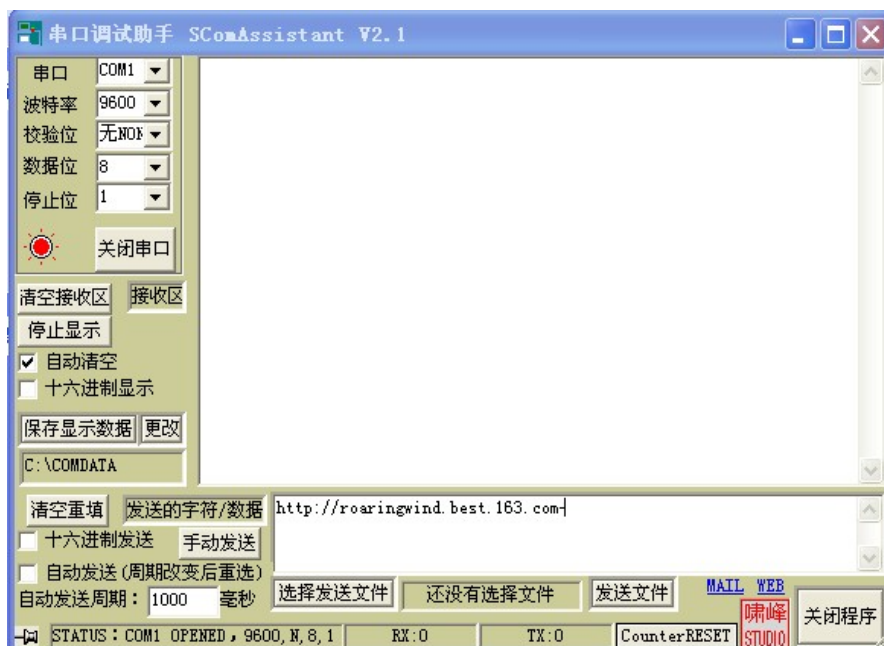 串口调试助手 SComAssistant V2.1
串口 COM1
波特率 9600
校验位 无NON
数据位 8
停止位 1
关闭串口
清空接收区 接收区
停止显示
自动清空
十六进制显示
保存显示数据 更改
C:\COMDATA
清空重填 发送的字符/数据 http://roaringwind.best.163.com
十六进制发送 手动发送
自动发送(周期改变后重选)
自动发送周期： 1000 毫秒 选择发送文件 还没有选择文件 发送文件 MAIL WEB
啸峰 STUDIO 关闭程序
STATUS：COM1 OPENED，9600,N,8,1 RX:0 TX:0 CounterRESET